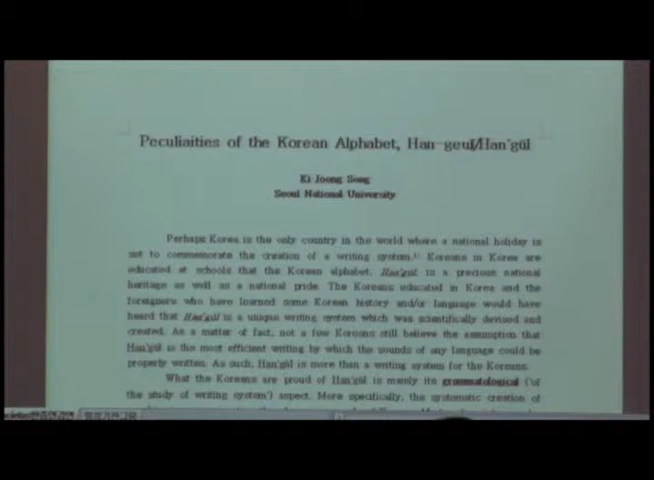 Peculiaities of the Korean Alphabet, Han-geul/Han'gŭl
Ki Joong Song
Seoul National University
Perhaps Korea is the only country in the world where a national holiday is
set to commemorate the creation of a writing system.¹⁾ Koreans in Korea are
educated at schools that the Korean alphabet, Han'gŭl is a precious national
heritage as well as a national pride. The Koreans educated in Korea and the
foreigners who have learned some Korean history and/or language would have
heard that Han'gŭl is a unique writing system which was scientifically devised and
created. As a matter of fact, not a few Koreans still believe the assumption that
Han'gŭl is the most efficient writing by which the sounds of any language could be
properly written. As such, Han'gŭl is more than a writing system for the Koreans.
What the Koreans are proud of Han'gŭl is mainly its grammatological ('of
the study of writing system') aspect. More specifically, the systematic creation of